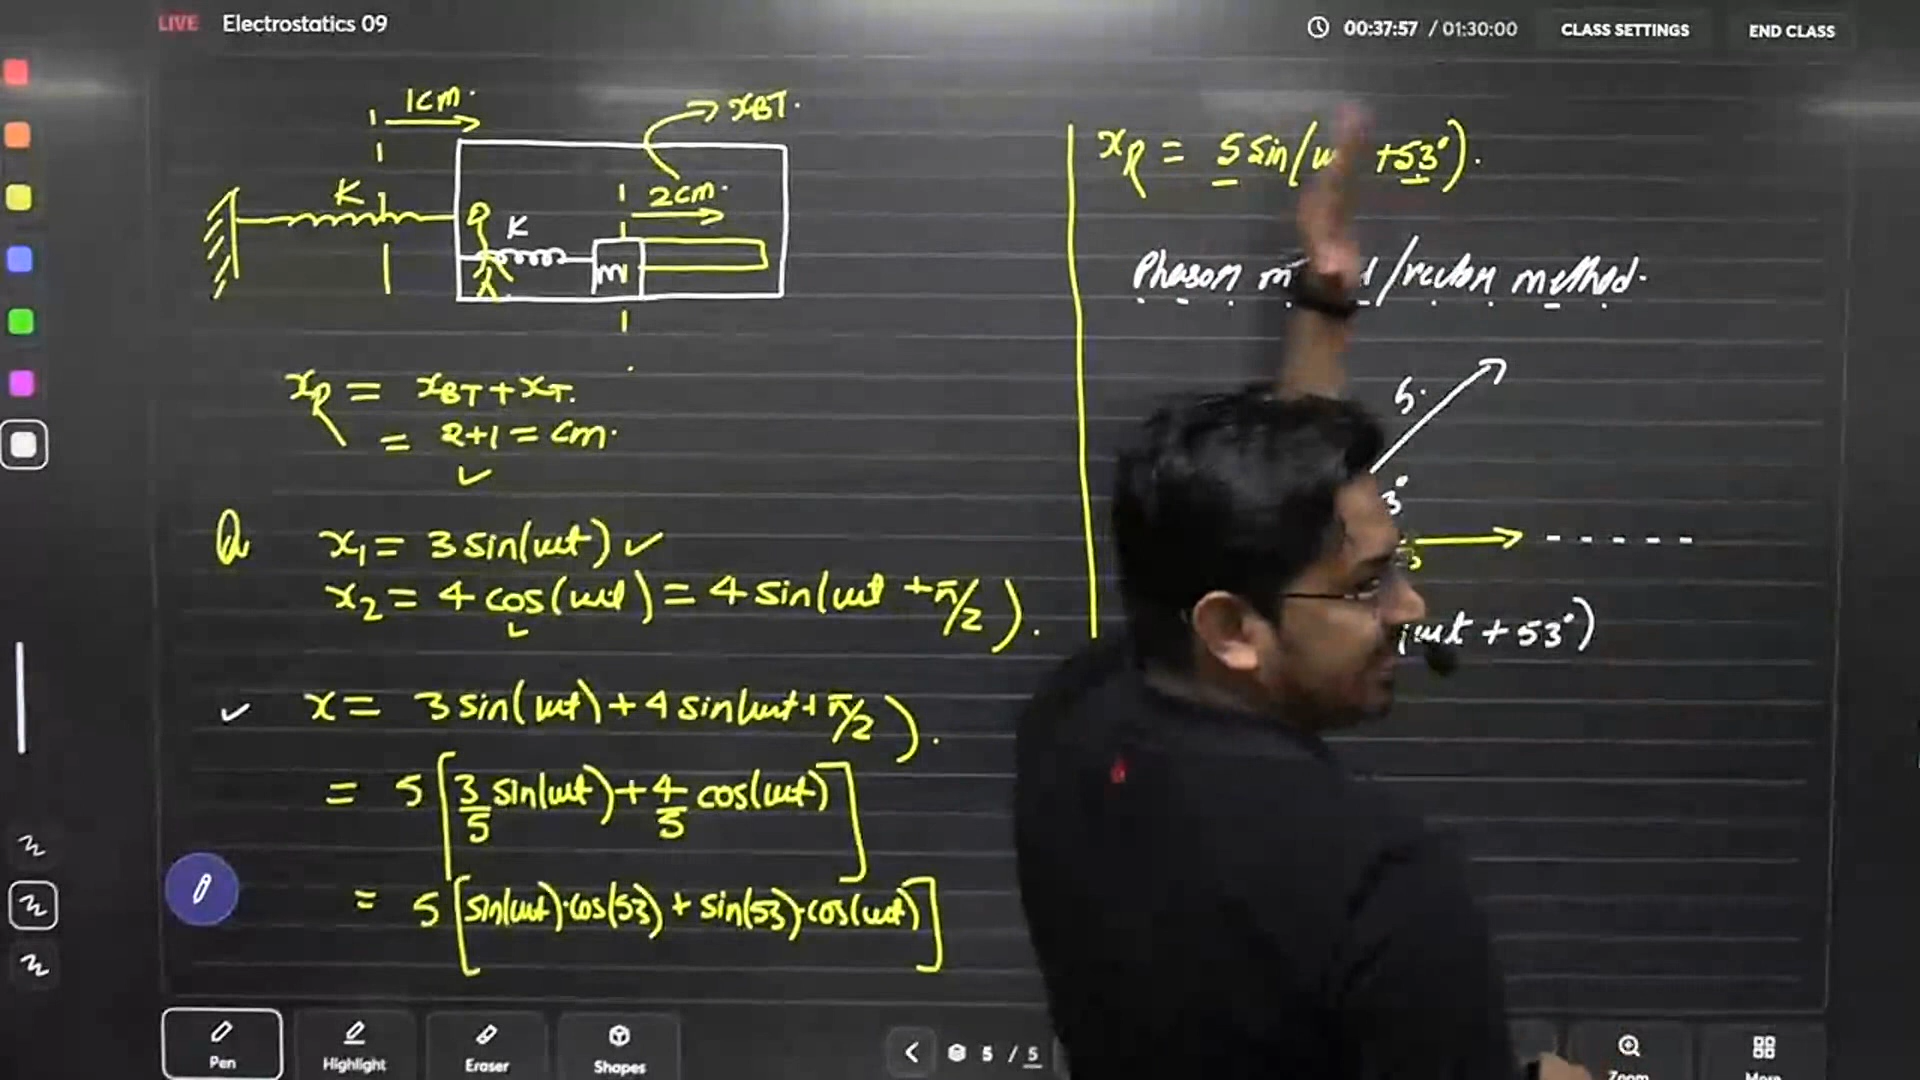 LIVE Electrostatics 09
00:37:57 / 01:30:00 CLASS SETTINGS END CLASS
1cm.
xBT.
K
2cm.
K
m
xR = xBT + xT.
= 2+1 = cm.
Q x1 = 3 sin(ωt) ✓
x2 = 4 cos(ωt) = 4 sin(ωt + π/2).
✓ x = 3 sin(ωt) + 4 sin(ωt + π/2).
= 5 [3/5 sin(ωt) + 4/5 cos(ωt)]
= 5 [sin(ωt)·cos(53) + sin(53)·cos(ωt)]
xR = 5 sin(ω +53°).
Phasor /vector method.
5.
3°
ωt + 53°)
Pen
Highlight
Eraser
Shapes
5 / 5
Zoom
More